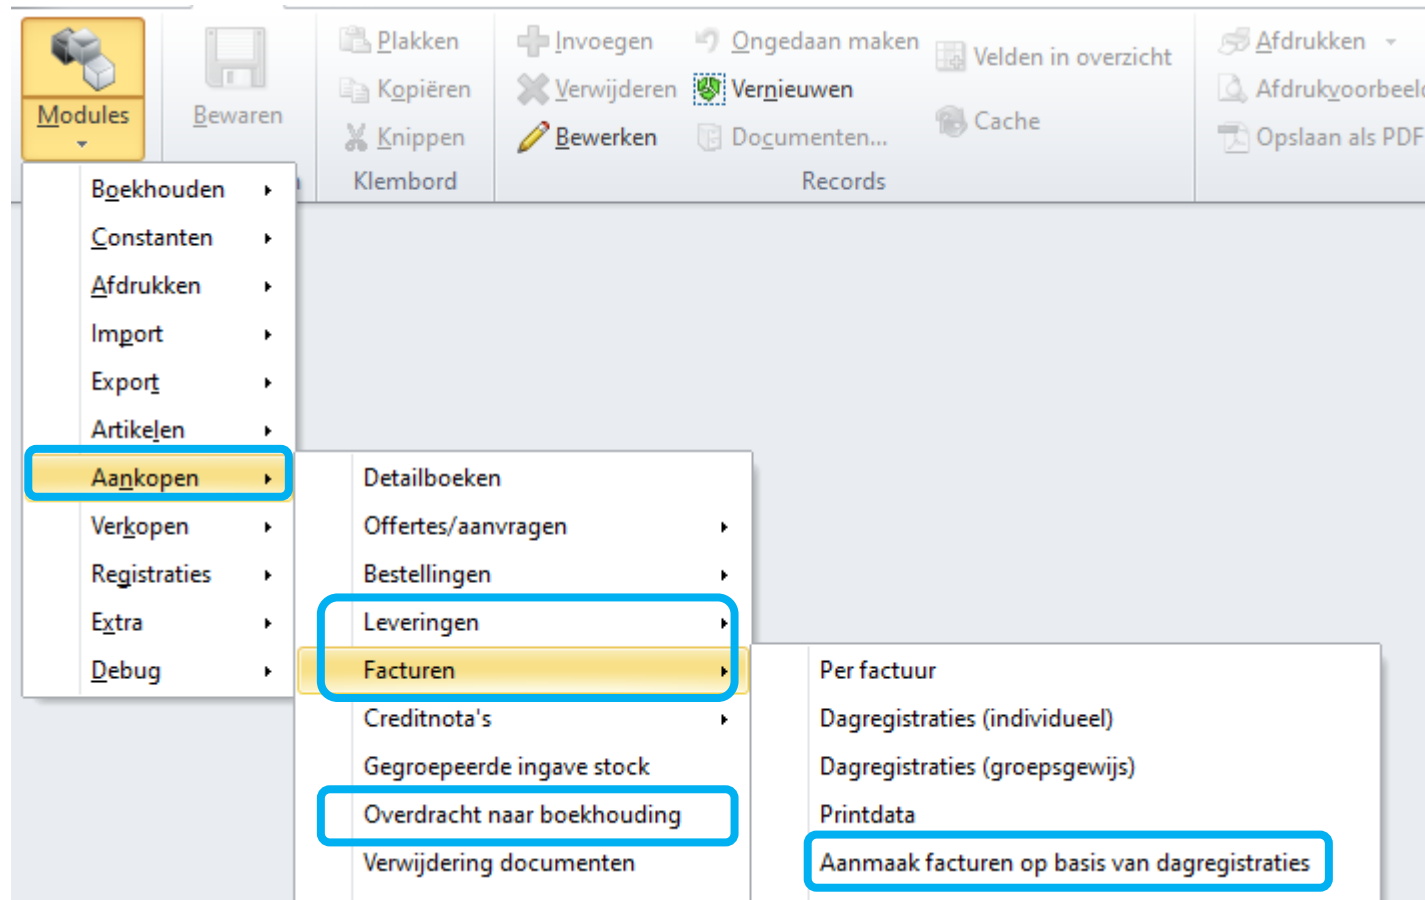 Modules
Bewaren
Plakken
Kopiëren
Knippen
Klembord
Invoegen
Verwijderen
Bewerken
Ongedaan maken
Vernieuwen
Documenten...
Velden in overzicht
Cache
Records
Afdrukken
Afdrukvoorbeeld
Opslaan als PDF
Boekhouden
Constanten
Afdrukken
Import
Export
Artikelen
Aankopen
Verkopen
Registraties
Extra
Debug
Detailboeken
Offertes/aanvragen
Bestellingen
Leveringen
Facturen
Creditnota's
Gegroepeerde ingave stock
Overdracht naar boekhouding
Verwijdering documenten
Per factuur
Dagregistraties (individueel)
Dagregistraties (groepsgewijs)
Printdata
Aanmaak facturen op basis van dagregistraties